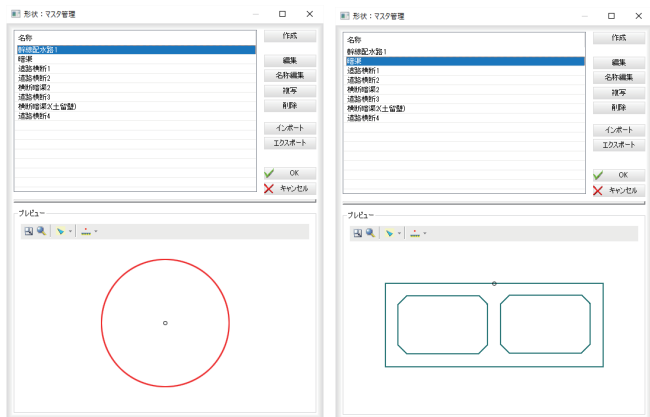 形状：マスタ管理
名称
幹線配水路1
暗渠
道路横断1
道路横断2
横断暗渠2
道路横断3
横断暗渠2(土留壁)
道路横断4
作成
編集
名称編集
複写
削除
インポート
エクスポート
OK
キャンセル
プレビュー
形状：マスタ管理
名称
幹線配水路1
暗渠
道路横断1
道路横断2
横断暗渠2
道路横断3
横断暗渠2(土留壁)
道路横断4
作成
編集
名称編集
複写
削除
インポート
エクスポート
OK
キャンセル
プレビュー